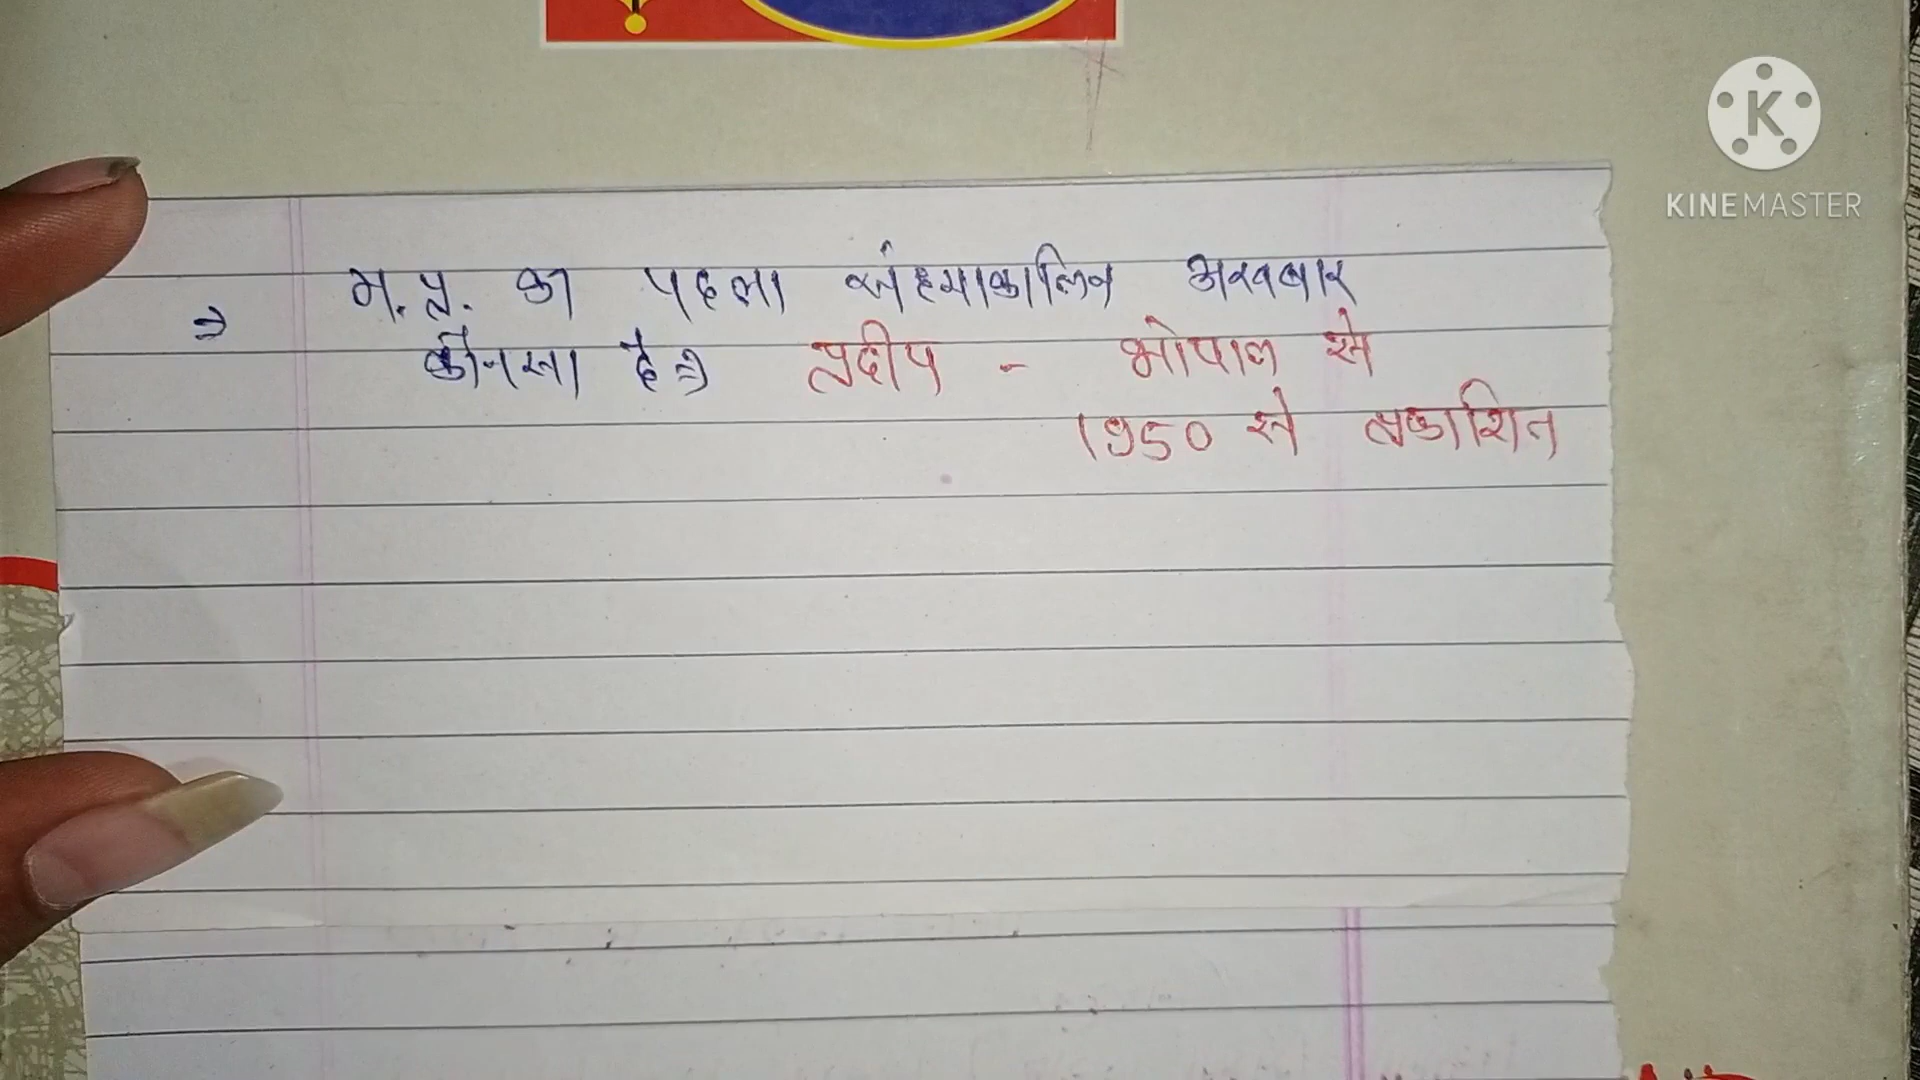 KINEMASTER
⇒ म.प्र. का पहला संध्याकालिन अखबार
कौनसा है ⇒ प्रदीप - भोपाल से
1950 से प्रकाशित